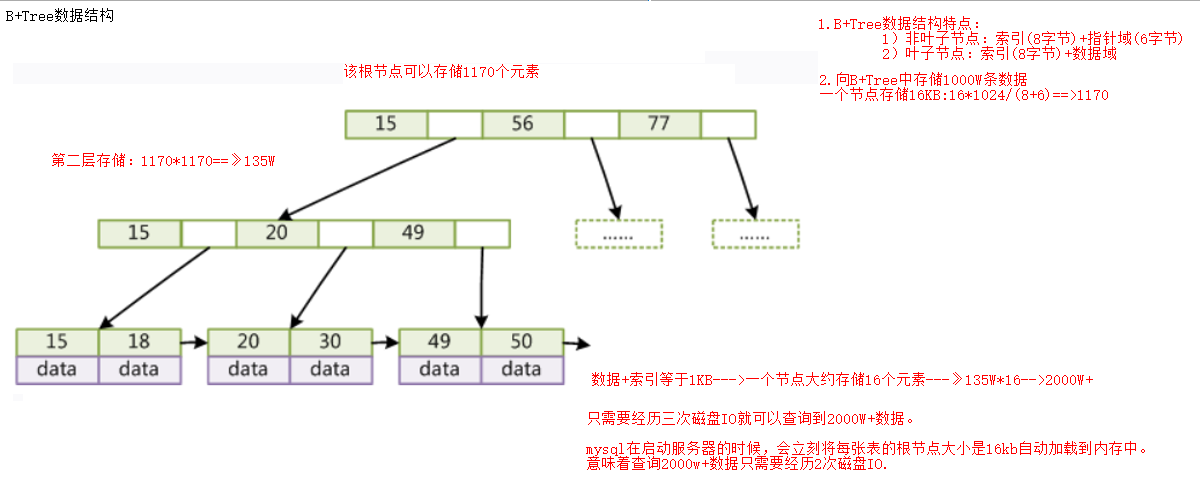 B+Tree数据结构
1.B+Tree数据结构特点：
1）非叶子节点：索引(8字节)+指针域(6字节)
2）叶子节点：索引(8字节)+数据域
2.向B+Tree中存储1000W条数据
一个节点存储16KB:16*1024/(8+6)==>1170
该根节点可以存储1170个元素
15 56 77
第二层存储：1170*1170==》135W
15 20 49
......
......
15 18 20 30 49 50
data data data data data data
数据+索引等于1KB--->一个节点大约存储16个元素---》135W*16-->2000W+
只需要经历三次磁盘IO就可以查询到2000W+数据。
mysql在启动服务器的时候，会立刻将每张表的根节点大小是16kb自动加载到内存中。
意味着查询2000w+数据只需要经历2次磁盘IO.